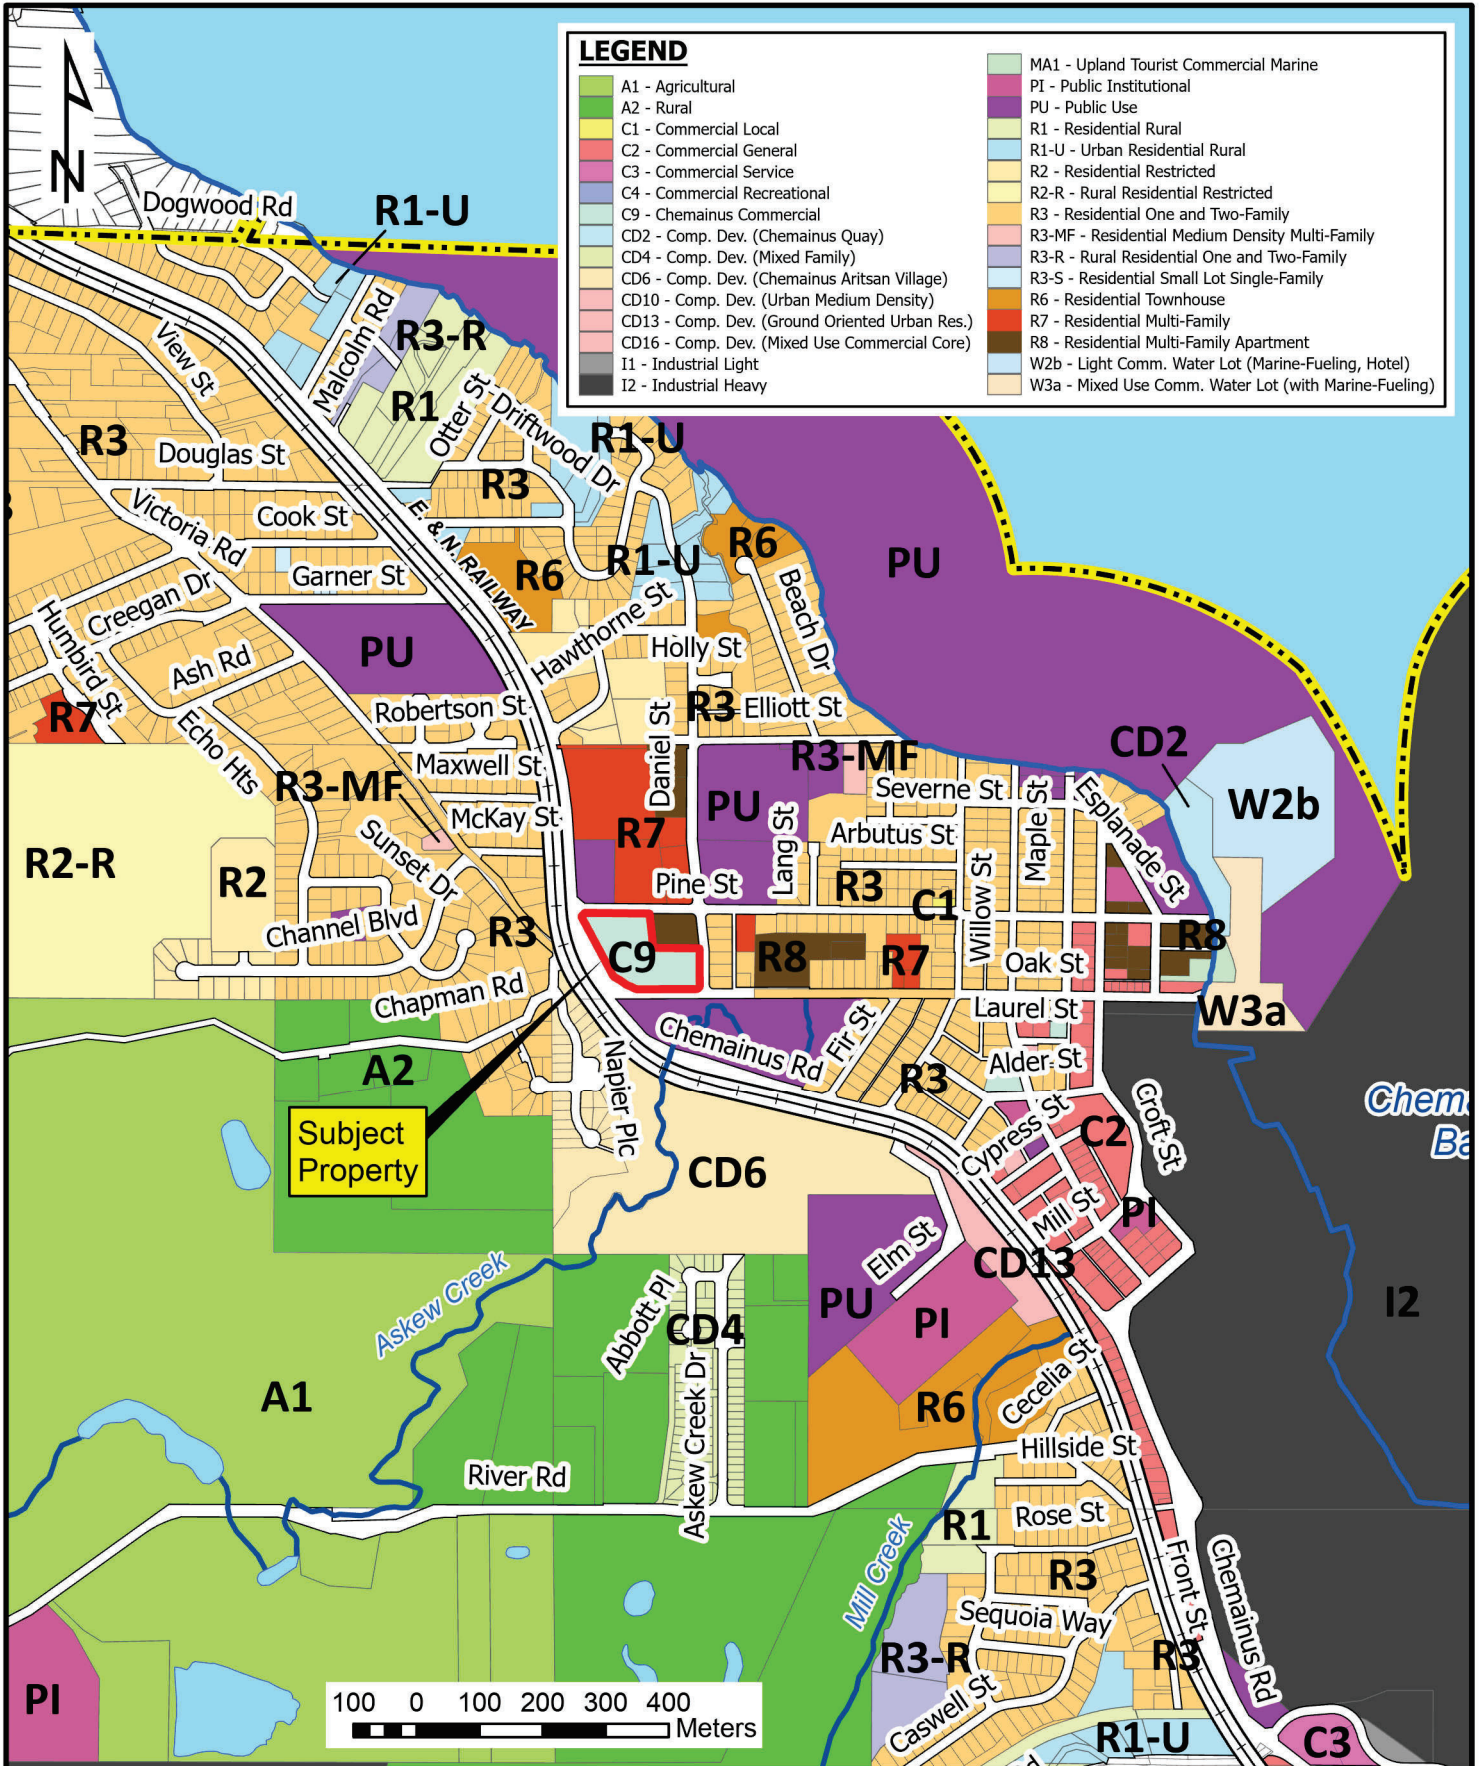 LEGEND
A1 - Agricultural
A2 - Rural
C1 - Commercial Local
C2 - Commercial General
C3 - Commercial Service
C4 - Commercial Recreational
C9 - Chemainus Commercial
CD2 - Comp. Dev. (Chemainus Quay)
CD4 - Comp. Dev. (Mixed Family)
CD6 - Comp. Dev. (Chemainus Aritsan Village)
CD10 - Comp. Dev. (Urban Medium Density)
CD13 - Comp. Dev. (Ground Oriented Urban Res.)
CD16 - Comp. Dev. (Mixed Use Commercial Core)
I1 - Industrial Light
I2 - Industrial Heavy
MA1 - Upland Tourist Commercial Marine
PI - Public Institutional
PU - Public Use
R1 - Residential Rural
R1-U - Urban Residential Rural
R2 - Residential Restricted
R2-R - Rural Residential Restricted
R3 - Residential One and Two-Family
R3-MF - Residential Medium Density Multi-Family
R3-R - Rural Residential One and Two-Family
R3-S - Residential Small Lot Single-Family
R6 - Residential Townhouse
R7 - Residential Multi-Family
R8 - Residential Multi-Family Apartment
W2b - Light Comm. Water Lot (Marine-Fueling, Hotel)
W3a - Mixed Use Comm. Water Lot (with Marine-Fueling)
N
Dogwood Rd
R1-U
View St
Malcolm Rd
R3-R
R1
Otter St
Driftwood Dr
R1-U
R3
Douglas St
R3
Victoria Rd
Cook St
E. & N. RAILWAY
R6
R1-U
R6
PU
Garner St
Creegan Dr
Humbird St
Ash Rd
PU
Hawthorne St
Holly St
Beach Dr
R7
Echo Hts
Robertson St
Daniel St
R3
Elliott St
CD2
Maxwell St
R3-MF
R3-MF
Severne St
Maple St
Esplanade St
W2b
McKay St
R7
PU
Lang St
Arbutus St
Sunset Dr
R2-R
R2
Pine St
R3
C1
Willow St
Channel Blvd
R3
C9
R8
R7
Oak St
R8
Chapman Rd
Laurel St
W3a
Chemainus Rd
Fir St
Napier Plc
A2
R3
Alder St
Cypress St
C2
Croft St
Subject
Property
CD6
Mill St
PI
Elm St
CD13
Askew Creek
Abbott Pl
CD4
PU
PI
I2
A1
Askew Creek Dr
R6
Cecelia St
Hillside St
River Rd
R1
Rose St
Mill Creek
R3
Front St
Chemainus Rd
Sequoia Way
R3-R
R3
Caswell St
PI
R1-U
C3
100 0 100 200 300 400
Meters